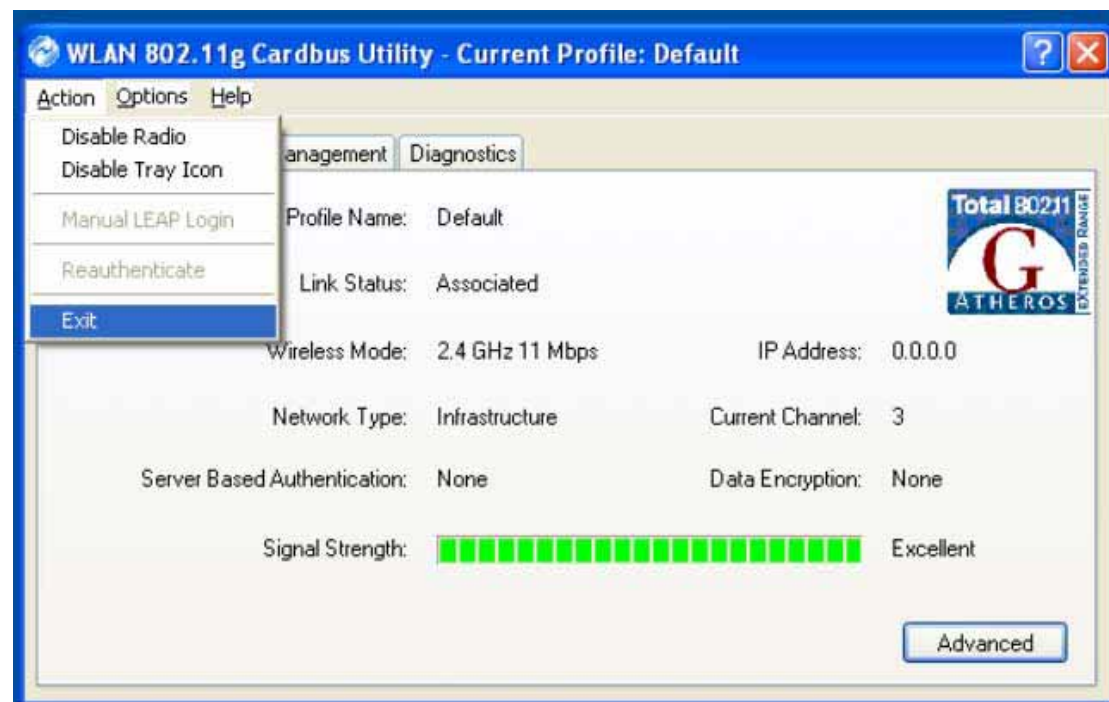 WLAN 802.11g Cardbus Utility - Current Profile: Default
Action Options Help
Disable Radio
Disable Tray Icon
Manual LEAP Login
Reauthenticate
Exit
anagement Diagnostics
Profile Name: Default
Link Status: Associated
Wireless Mode: 2.4 GHz 11 Mbps IP Address: 0.0.0.0
Network Type: Infrastructure Current Channel: 3
Server Based Authentication: None Data Encryption: None
Signal Strength: Excellent
Total 802.11
G
ATHEROS
EXTENDED RANGE
Advanced